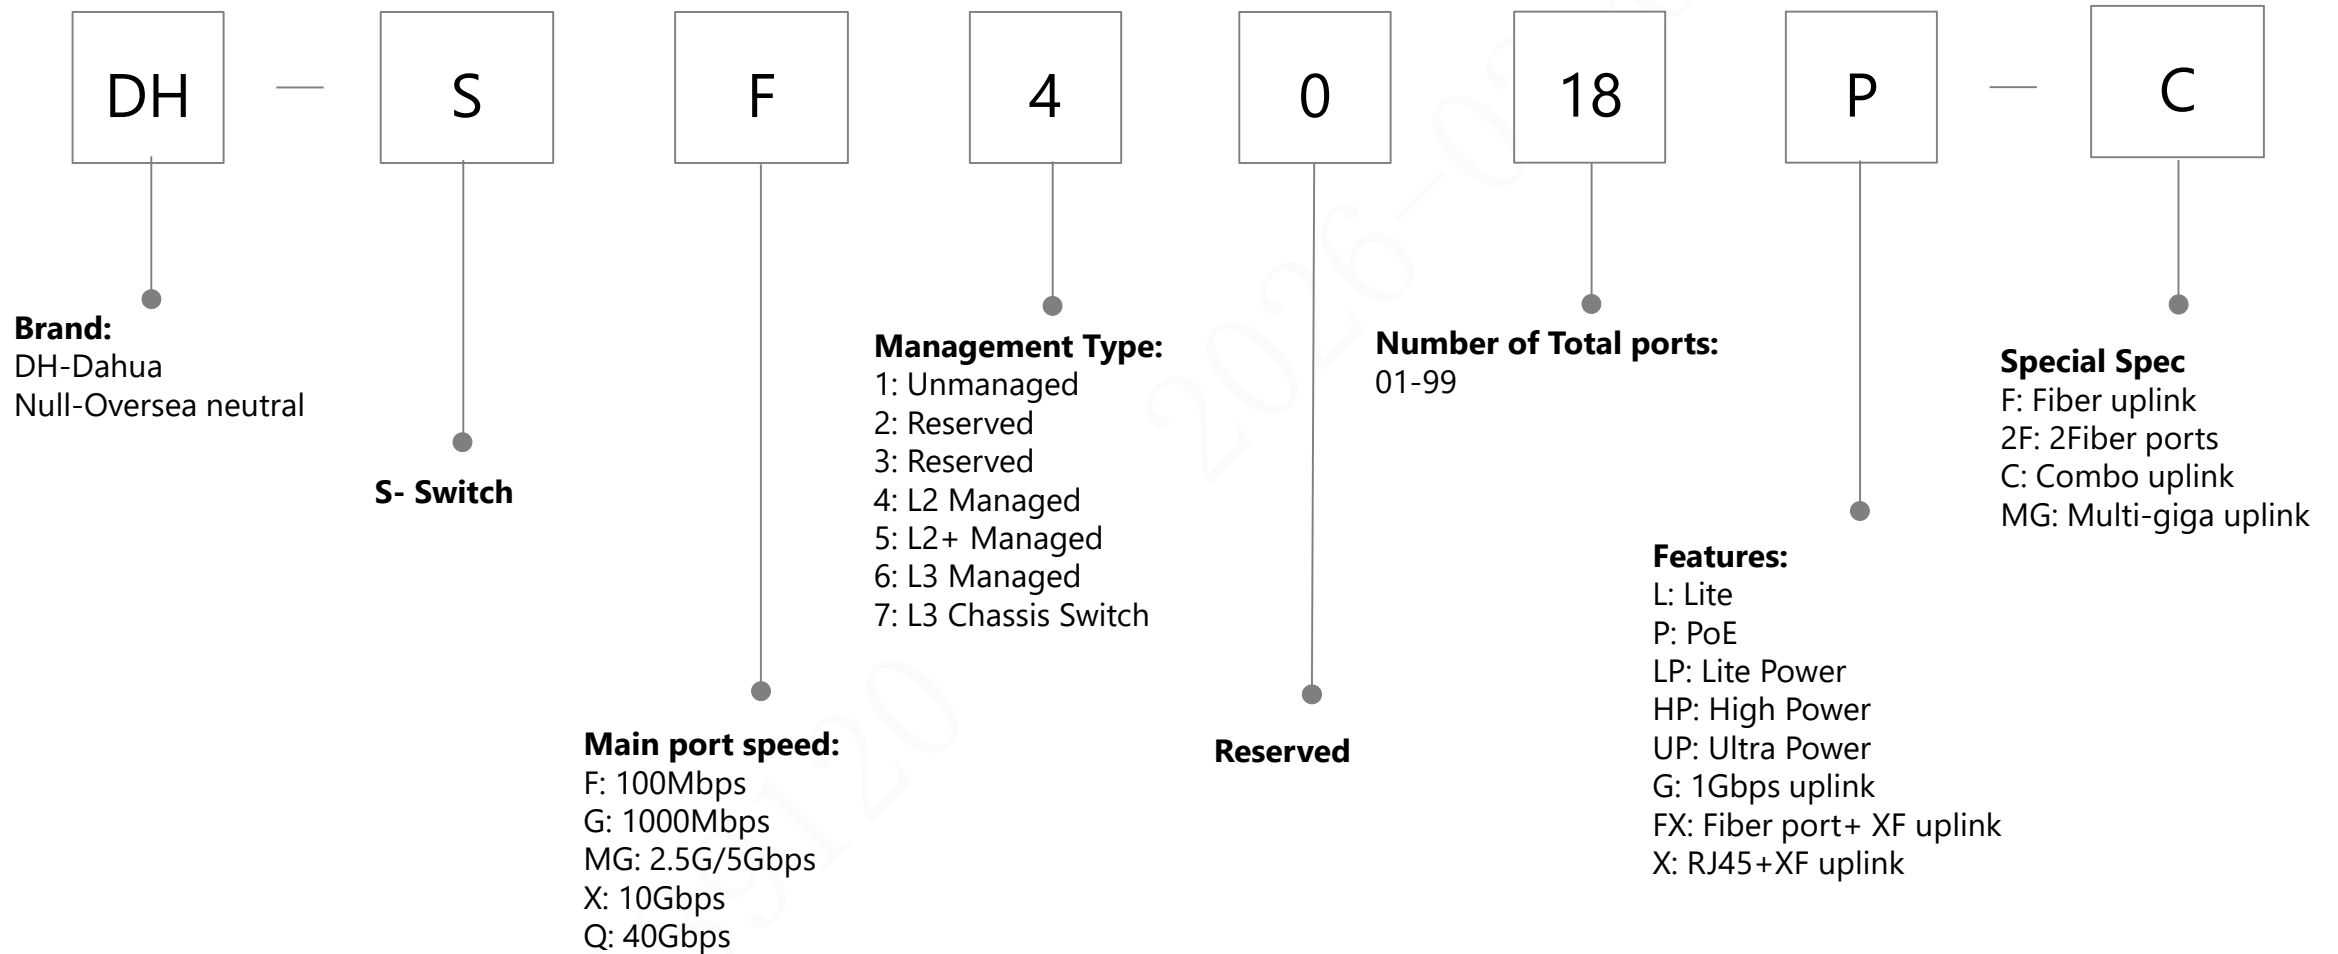 DH — S F 4 0 18 P — C
Brand:
DH-Dahua
Null-Oversea neutral
S- Switch
Main port speed:
F: 100Mbps
G: 1000Mbps
MG: 2.5G/5Gbps
X: 10Gbps
Q: 40Gbps
Management Type:
1: Unmanaged
2: Reserved
3: Reserved
4: L2 Managed
5: L2+ Managed
6: L3 Managed
7: L3 Chassis Switch
Reserved
Number of Total ports:
01-99
Features:
L: Lite
P: PoE
LP: Lite Power
HP: High Power
UP: Ultra Power
G: 1Gbps uplink
FX: Fiber port+ XF uplink
X: RJ45+XF uplink
Special Spec
F: Fiber uplink
2F: 2Fiber ports
C: Combo uplink
MG: Multi-giga uplink